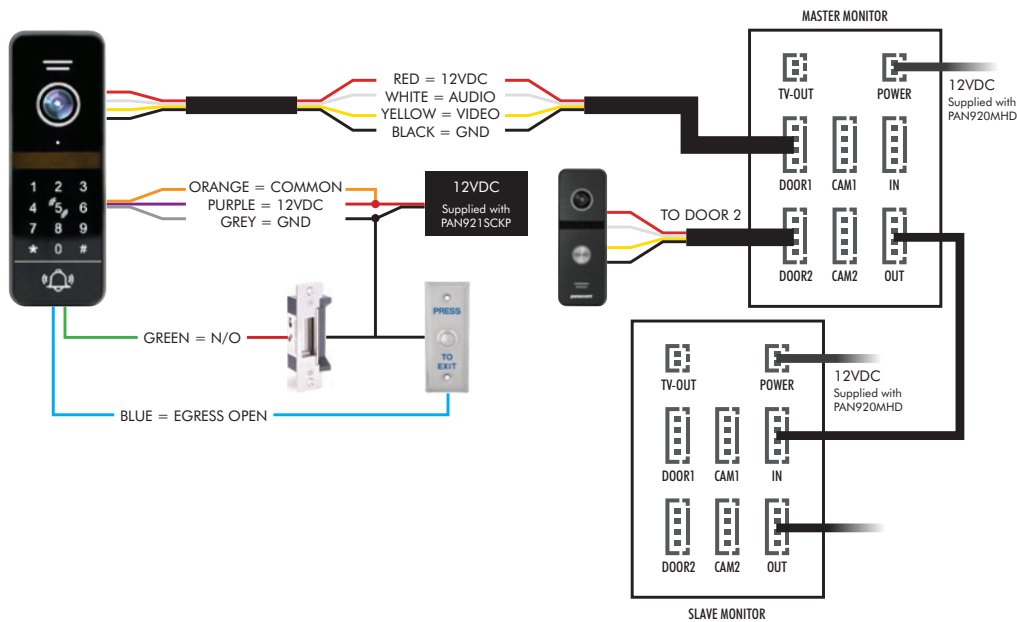 MASTER MONITOR
TV-OUT
POWER
12VDC
Supplied with
PAN920MHD
DOOR1
CAM1
IN
DOOR2
CAM2
OUT
RED = 12VDC
WHITE = AUDIO
YELLOW = VIDEO
BLACK = GND
1 2 3
4 5 6
7 8 9
* 0 #
ORANGE = COMMON
PURPLE = 12VDC
GREY = GND
12VDC
Supplied with
PAN921SCKP
TO DOOR 2
GREEN = N/O
PRESS
TO
EXIT
BLUE = EGRESS OPEN
TV-OUT
POWER
12VDC
Supplied with
PAN920MHD
DOOR1
CAM1
IN
DOOR2
CAM2
OUT
SLAVE MONITOR